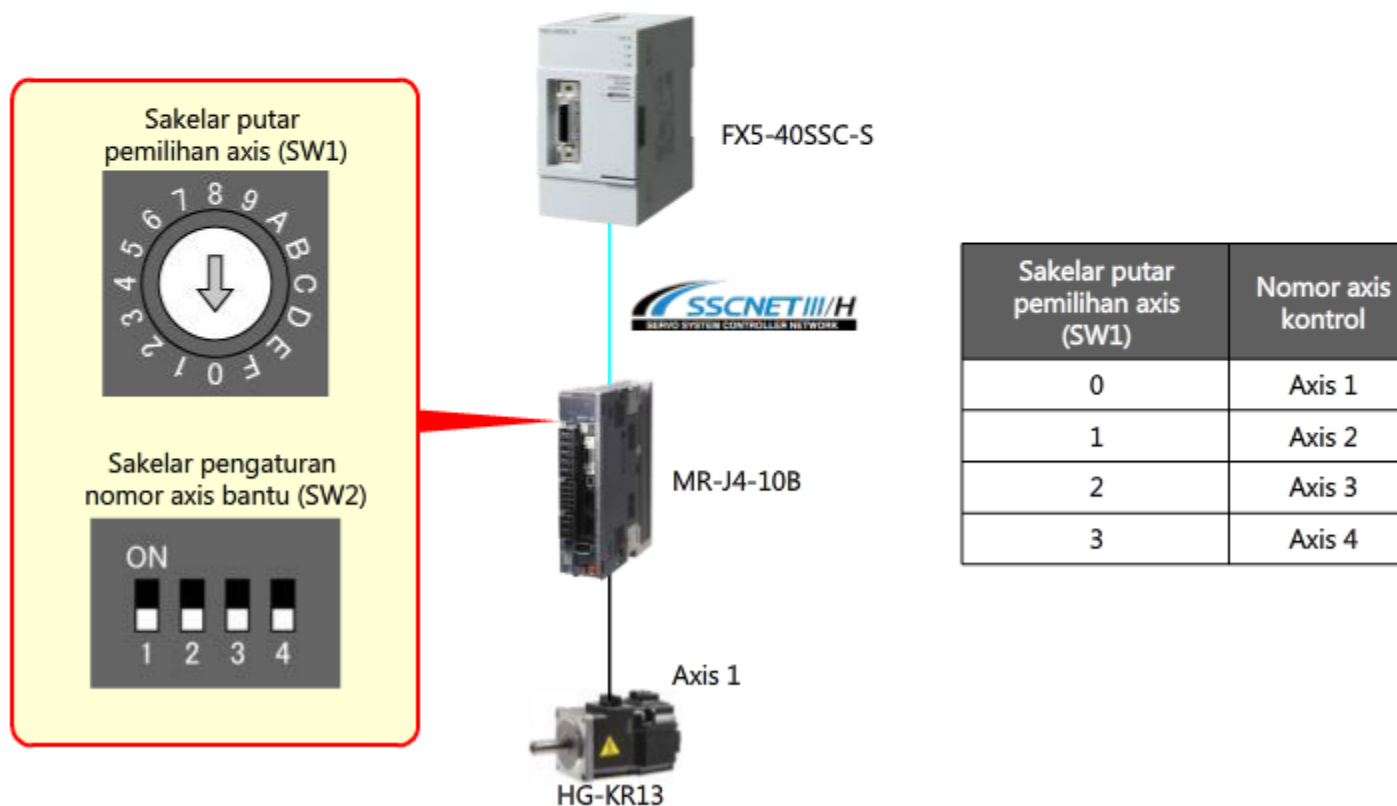 FX5-40SSC-S
Sakelar putar
pemilihan axis (SW1)
0 1 2 3 4 5 6 7 8 9 A B C D E F
Sakelar pengaturan
nomor axis bantu (SW2)
ON
1 2 3 4
SSCNET III/H
SERVO SYSTEM CONTROLLER NETWORK
MR-J4-10B
Axis 1
HG-KR13
Sakelar putar
pemilihan axis
(SW1)
Nomor axis
kontrol
0 Axis 1
1 Axis 2
2 Axis 3
3 Axis 4